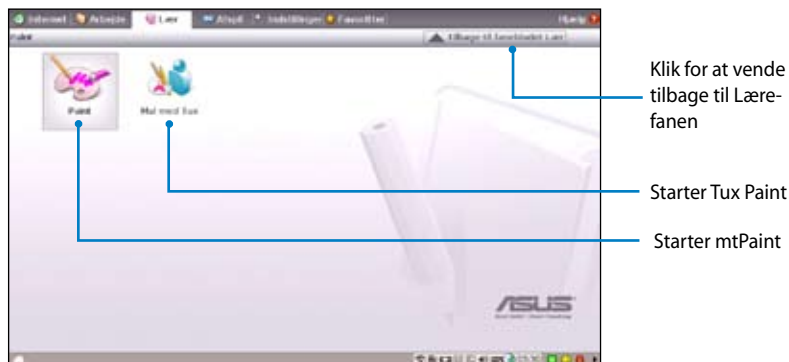 Internet Arbejde Lær Afspil Indstillinger Favoritter Hjælp
Paint Tilbage til fanebladet Lær
Paint Mal med Tux
Klik for at vende
tilbage til Lære-
fanen
Starter Tux Paint
Starter mtPaint
ASUS